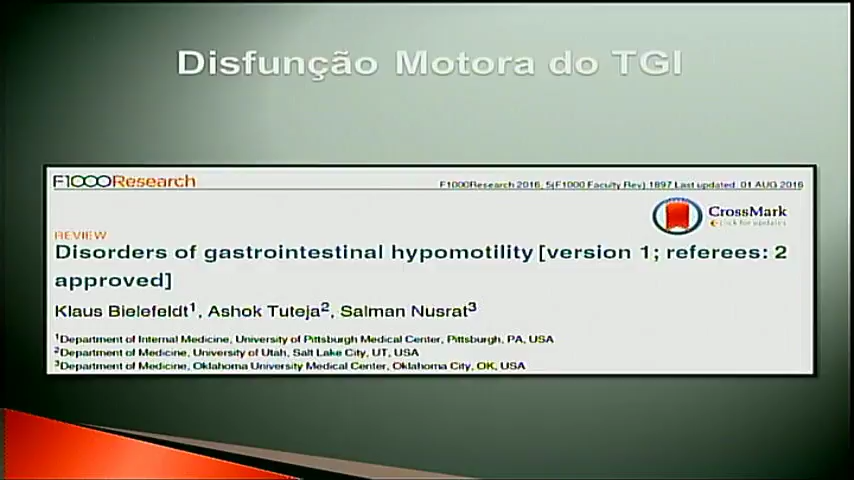 Disfunção Motora do TGI
F1000Research
F1000Research 2016, 5(F1000 Faculty Rev):1897 Last updated: 01 AUG 2016
CrossMark
click for updates
REVIEW
Disorders of gastrointestinal hypomotility [version 1; referees: 2
approved]
Klaus Bielefeldt1, Ashok Tuteja2, Salman Nusrat3
1Department of Internal Medicine, University of Pittsburgh Medical Center, Pittsburgh, PA, USA
2Department of Medicine, University of Utah, Salt Lake City, UT, USA
3Department of Medicine, Oklahoma University Medical Center, Oklahoma City, OK, USA